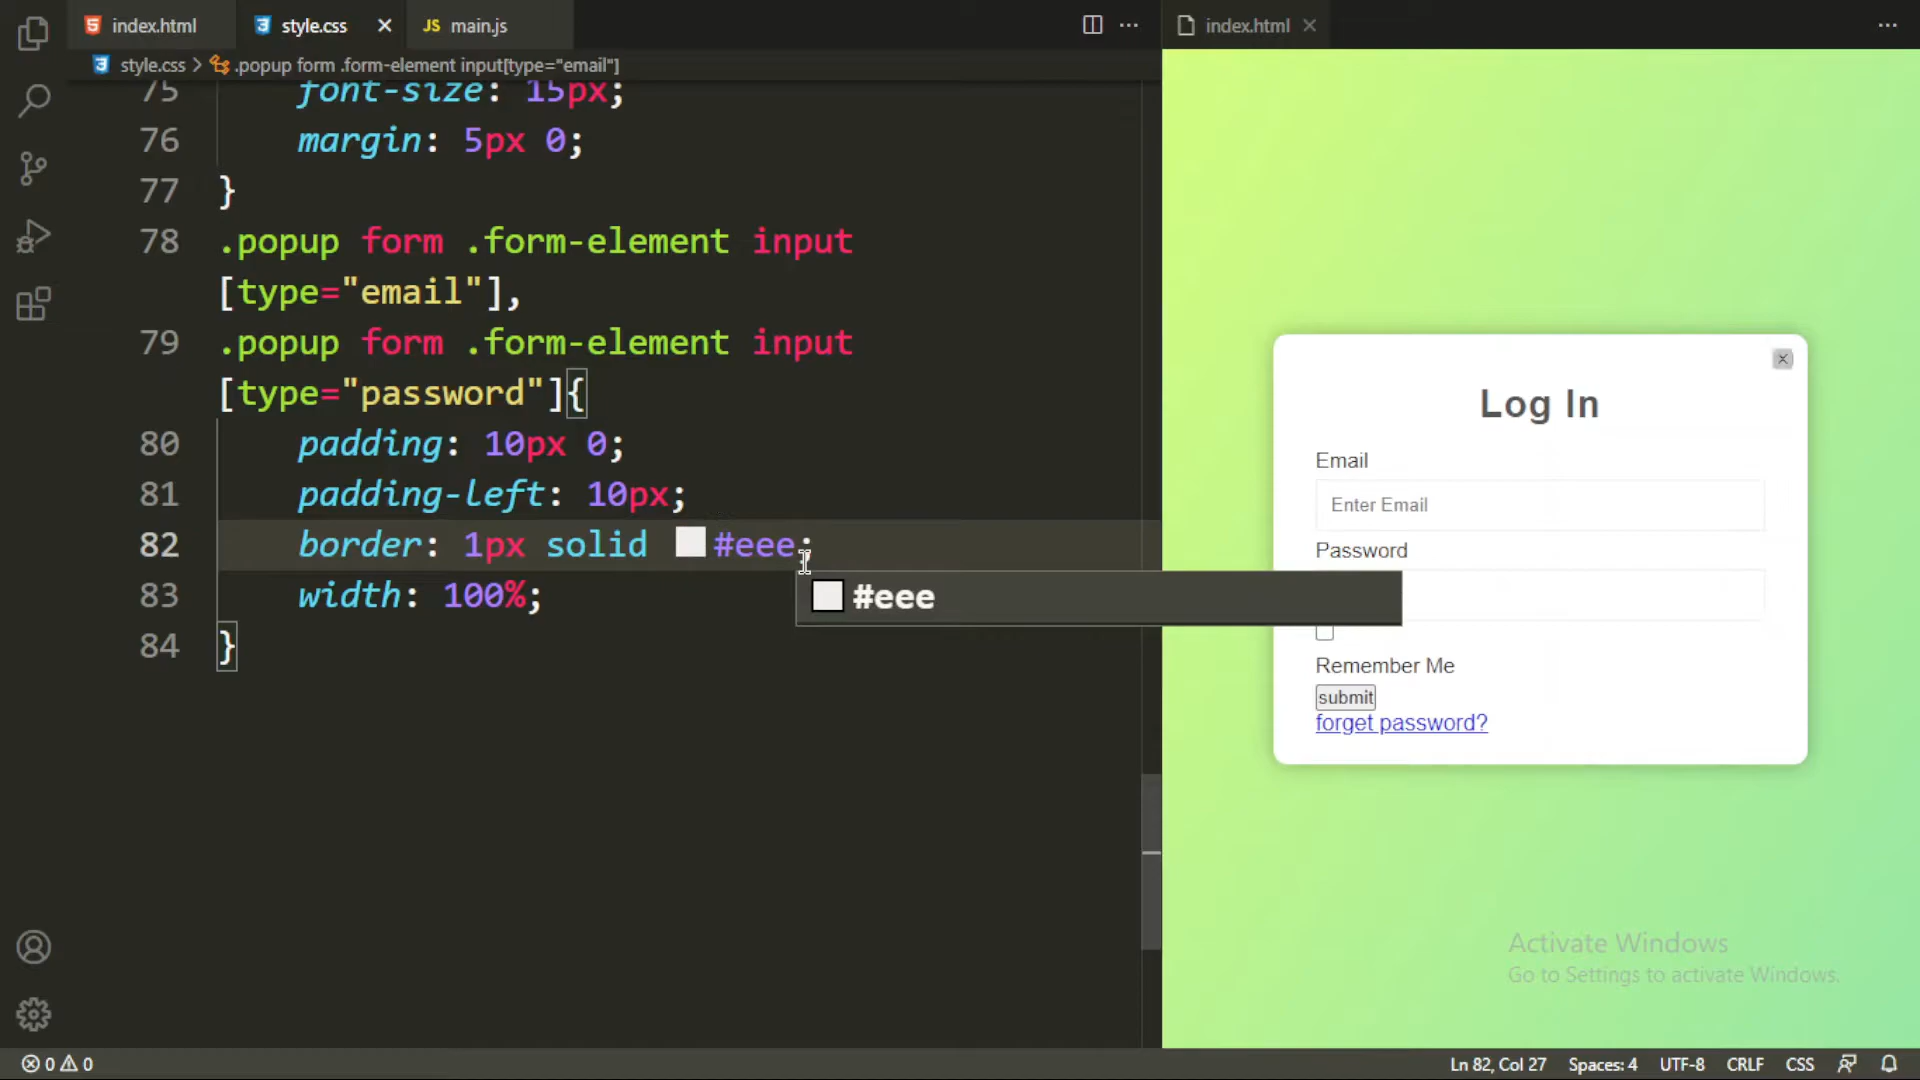 index.html
style.css
JS main.js
index.html
style.css > .popup form .form-element input[type="email"]
75 font-size: 15px;
76 margin: 5px 0;
77 }
78 .popup form .form-element input
[type="email"],
79 .popup form .form-element input
[type="password"]{
80 padding: 10px 0;
81 padding-left: 10px;
82 border: 1px solid #eee;
#eee
83 width: 100%;
84 }
Log In
Email
Enter Email
Password
Remember Me
submit
forget password?
Activate Windows
Go to Settings to activate Windows.
0 0
Ln 82, Col 27 Spaces: 4 UTF-8 CRLF CSS